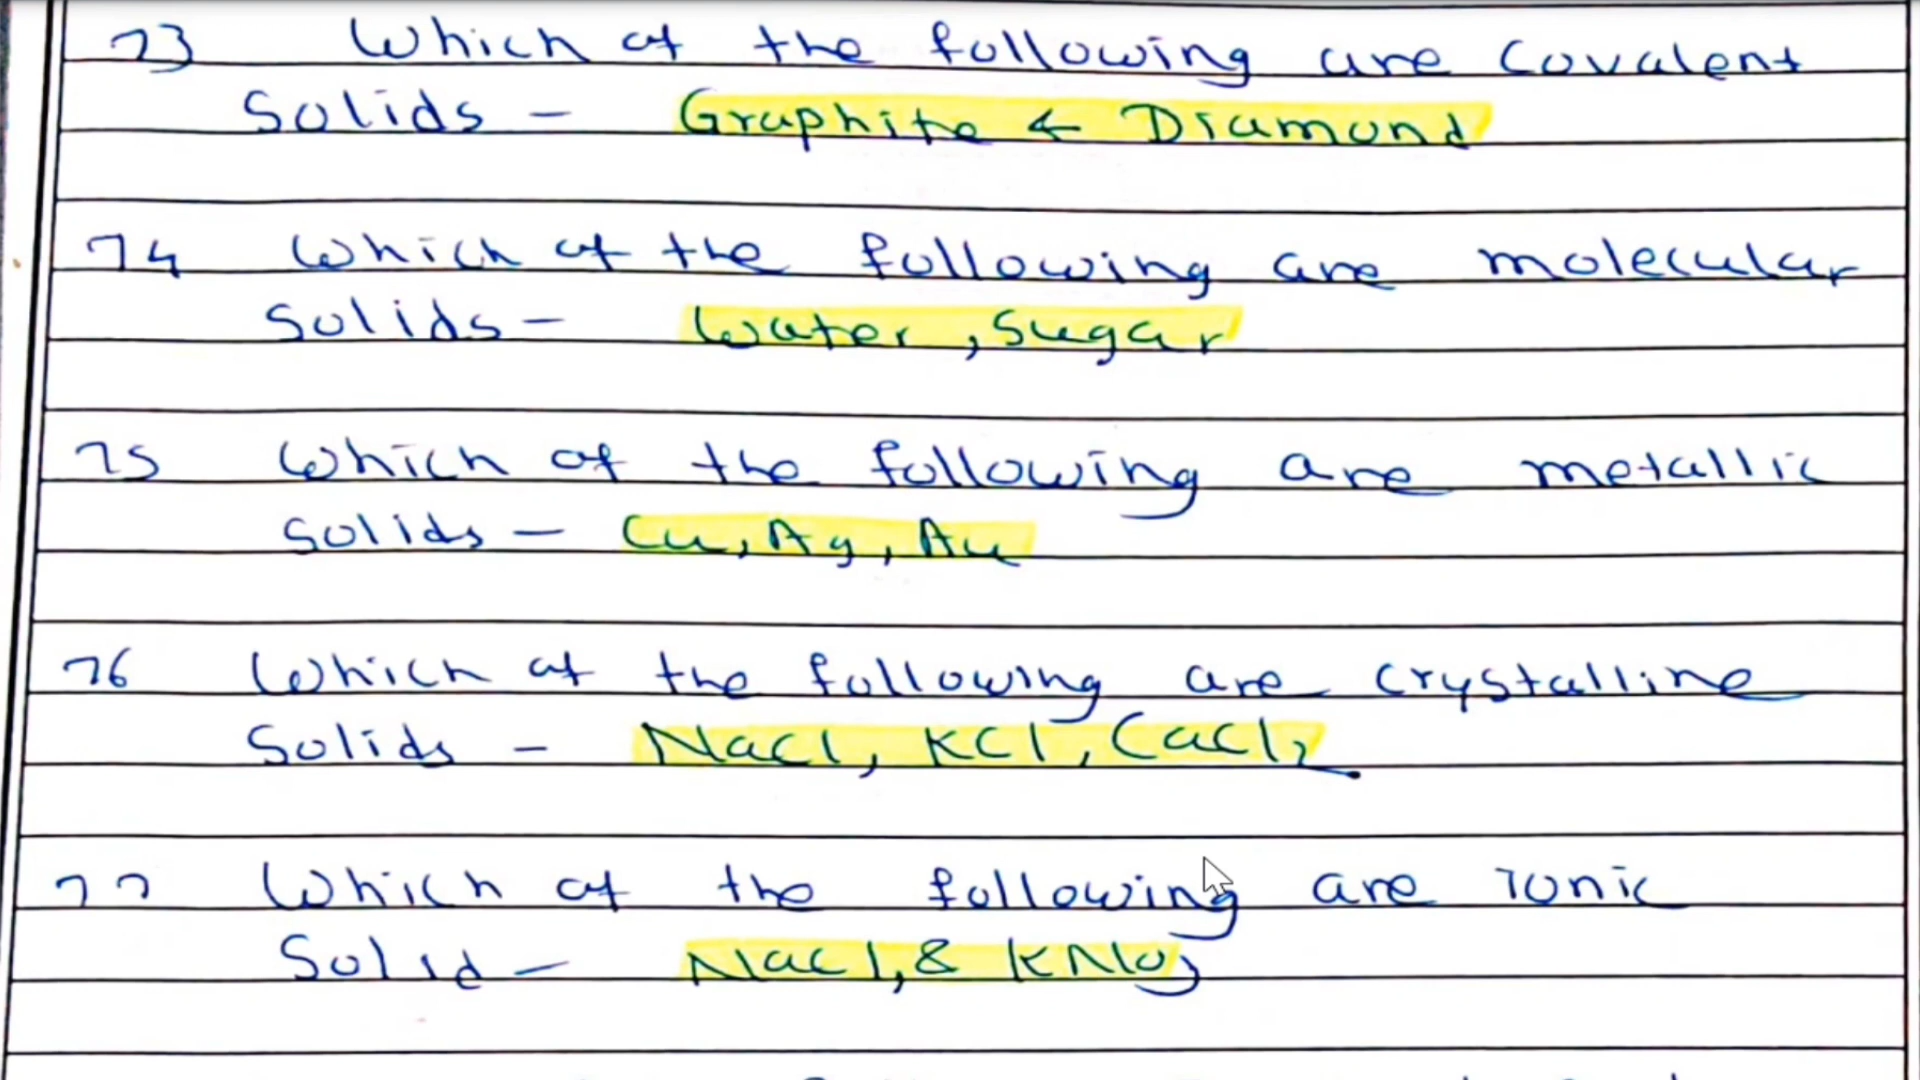 73 Which of the following are Covalent
Solids - Graphite & Diamond
74 Which of the following are molecular
Solids - Water, Sugar
75 Which of the following are metallic
Solids - Cu, Ag, Au
76 Which of the following are crystalline
Solids - NaCl, KCl, CaCl2
77 Which of the following are Ionic
Solid - NaCl, & KNO3